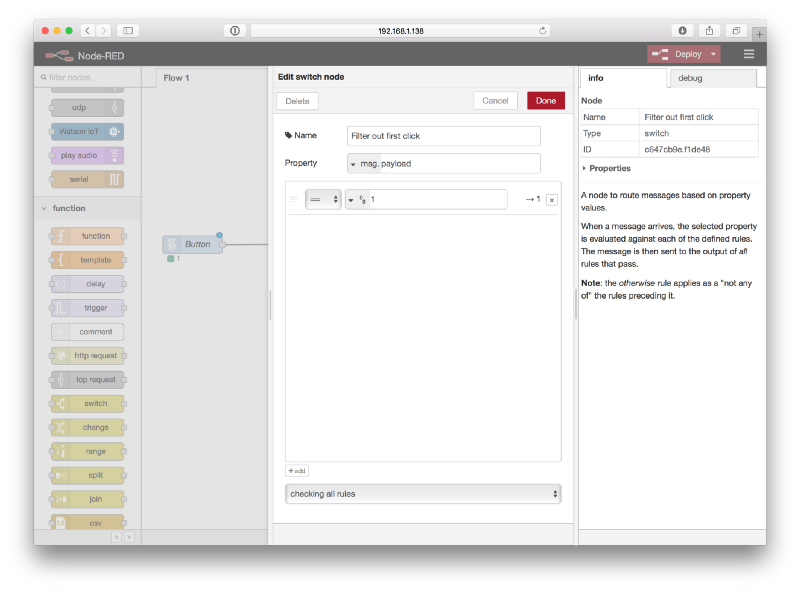 192.168.1.138
Node-RED
Deploy
filter nodes
Flow 1
Edit switch node
info
debug
udp
Delete
Cancel
Done
Node
Name
Filter out first click
Watson IoT
Type
switch
Name
Filter out first click
ID
c647cb9e.f1de48
play audio
Property
msg. payload
Properties
serial
A node to route messages based on property
values.
== 
1
→ 1
x
function
When a message arrives, the selected property
is evaluated against each of the defined rules.
The message is then sent to the output of all
rules that pass.
function
Button
1
template
Note: the otherwise rule applies as a "not any
of" the rules preceding it.
delay
trigger
comment
http request
tcp request
switch
change
range
split
+ add
join
checking all rules
csv